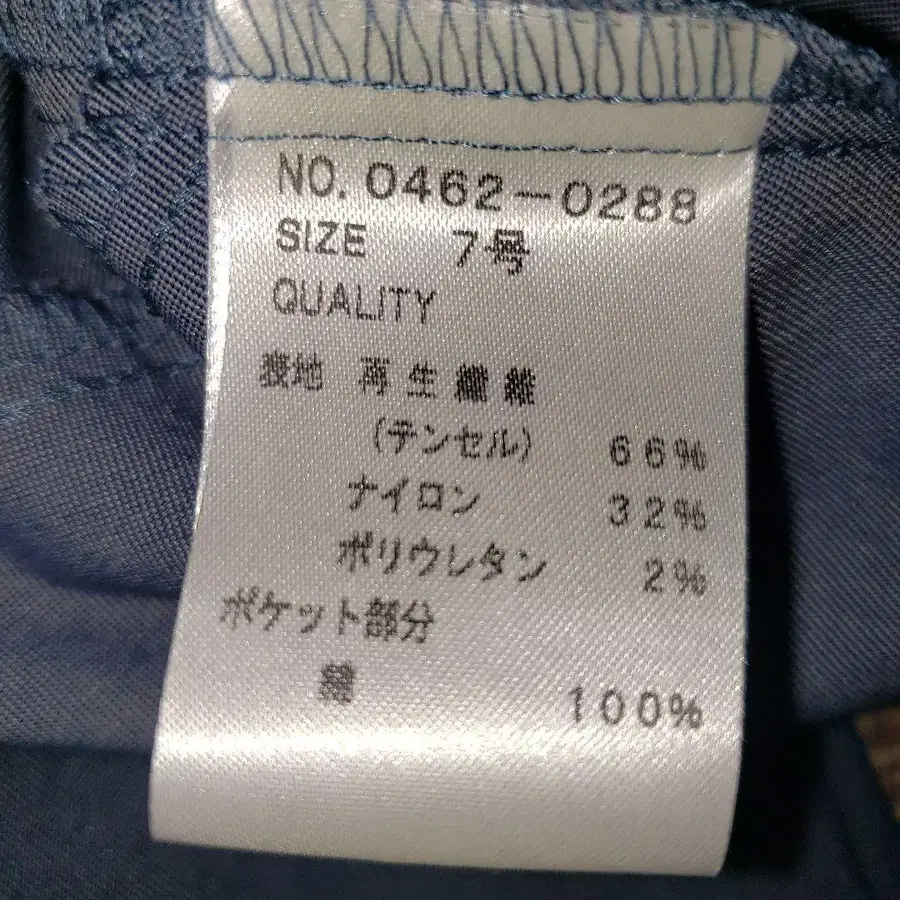 NO. 0462-0288
SIZE 7号
QUALITY
表地 再生繊維
(テンセル) 66%
ナイロン 32%
ポリウレタン 2%
ポケット部分
綿 100%